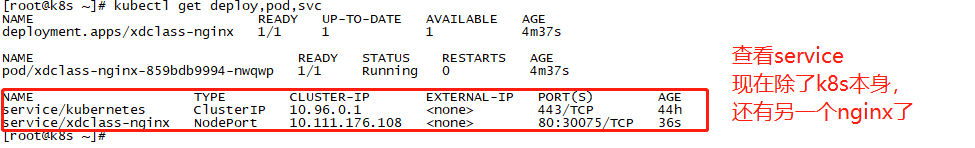 [root@k8s ~]# kubectl get deploy,pod,svc
NAME READY UP-TO-DATE AVAILABLE AGE
deployment.apps/xdclass-nginx 1/1 1 1 4m37s
NAME READY STATUS RESTARTS AGE
pod/xdclass-nginx-859bdb9994-nwqwp 1/1 Running 0 4m37s
NAME TYPE CLUSTER-IP EXTERNAL-IP PORT(S) AGE
service/kubernetes ClusterIP 10.96.0.1 <none> 443/TCP 44h
service/xdclass-nginx NodePort 10.111.176.108 <none> 80:30075/TCP 36s
[root@k8s ~]#
查看service
现在除了k8s本身，
还有另一个nginx了